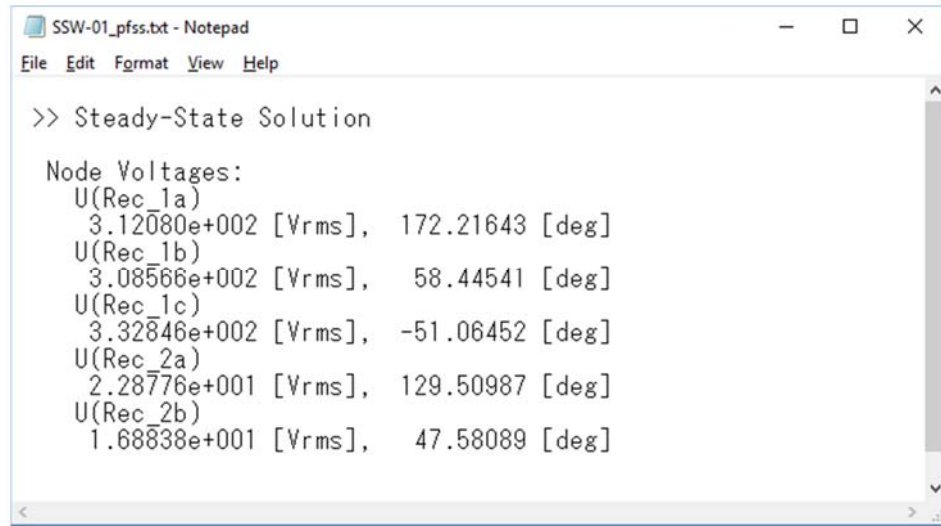 SSW-01_pfss.txt - Notepad
File Edit Format View Help
>> Steady-State Solution
Node Voltages:
U(Rec_1a)
3.12080e+002 [Vrms], 172.21643 [deg]
U(Rec_1b)
3.08566e+002 [Vrms], 58.44541 [deg]
U(Rec_1c)
3.32846e+002 [Vrms], -51.06452 [deg]
U(Rec_2a)
2.28776e+001 [Vrms], 129.50987 [deg]
U(Rec_2b)
1.68838e+001 [Vrms], 47.58089 [deg]